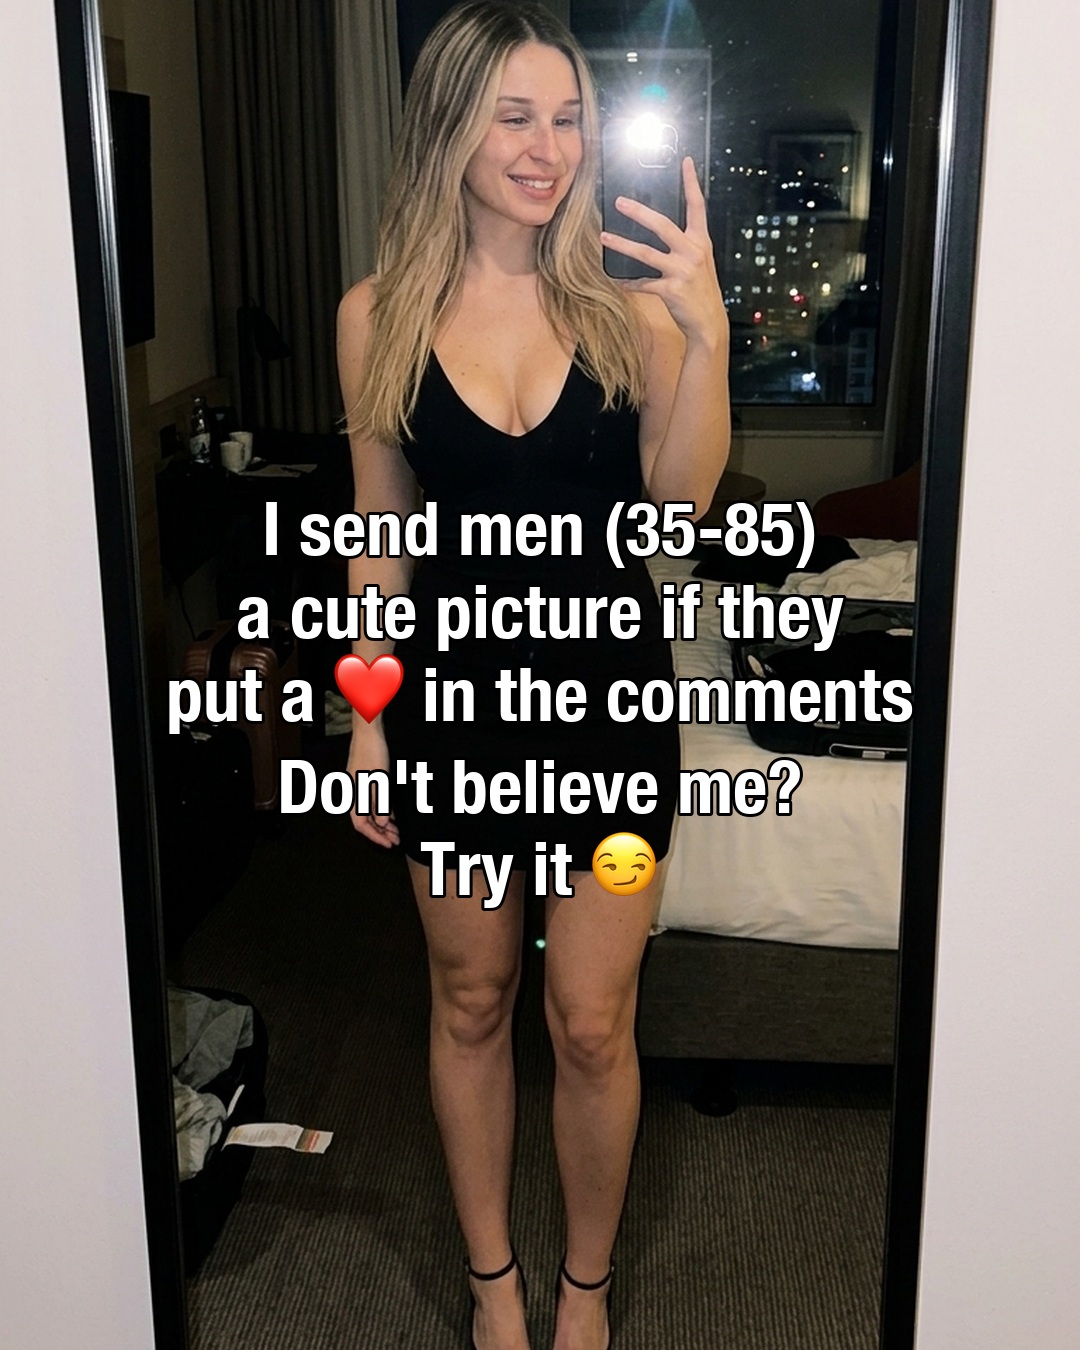 I send men (35-85)
a cute picture if they
put a ❤️ in the comments
Don't believe me?
Try it 😏